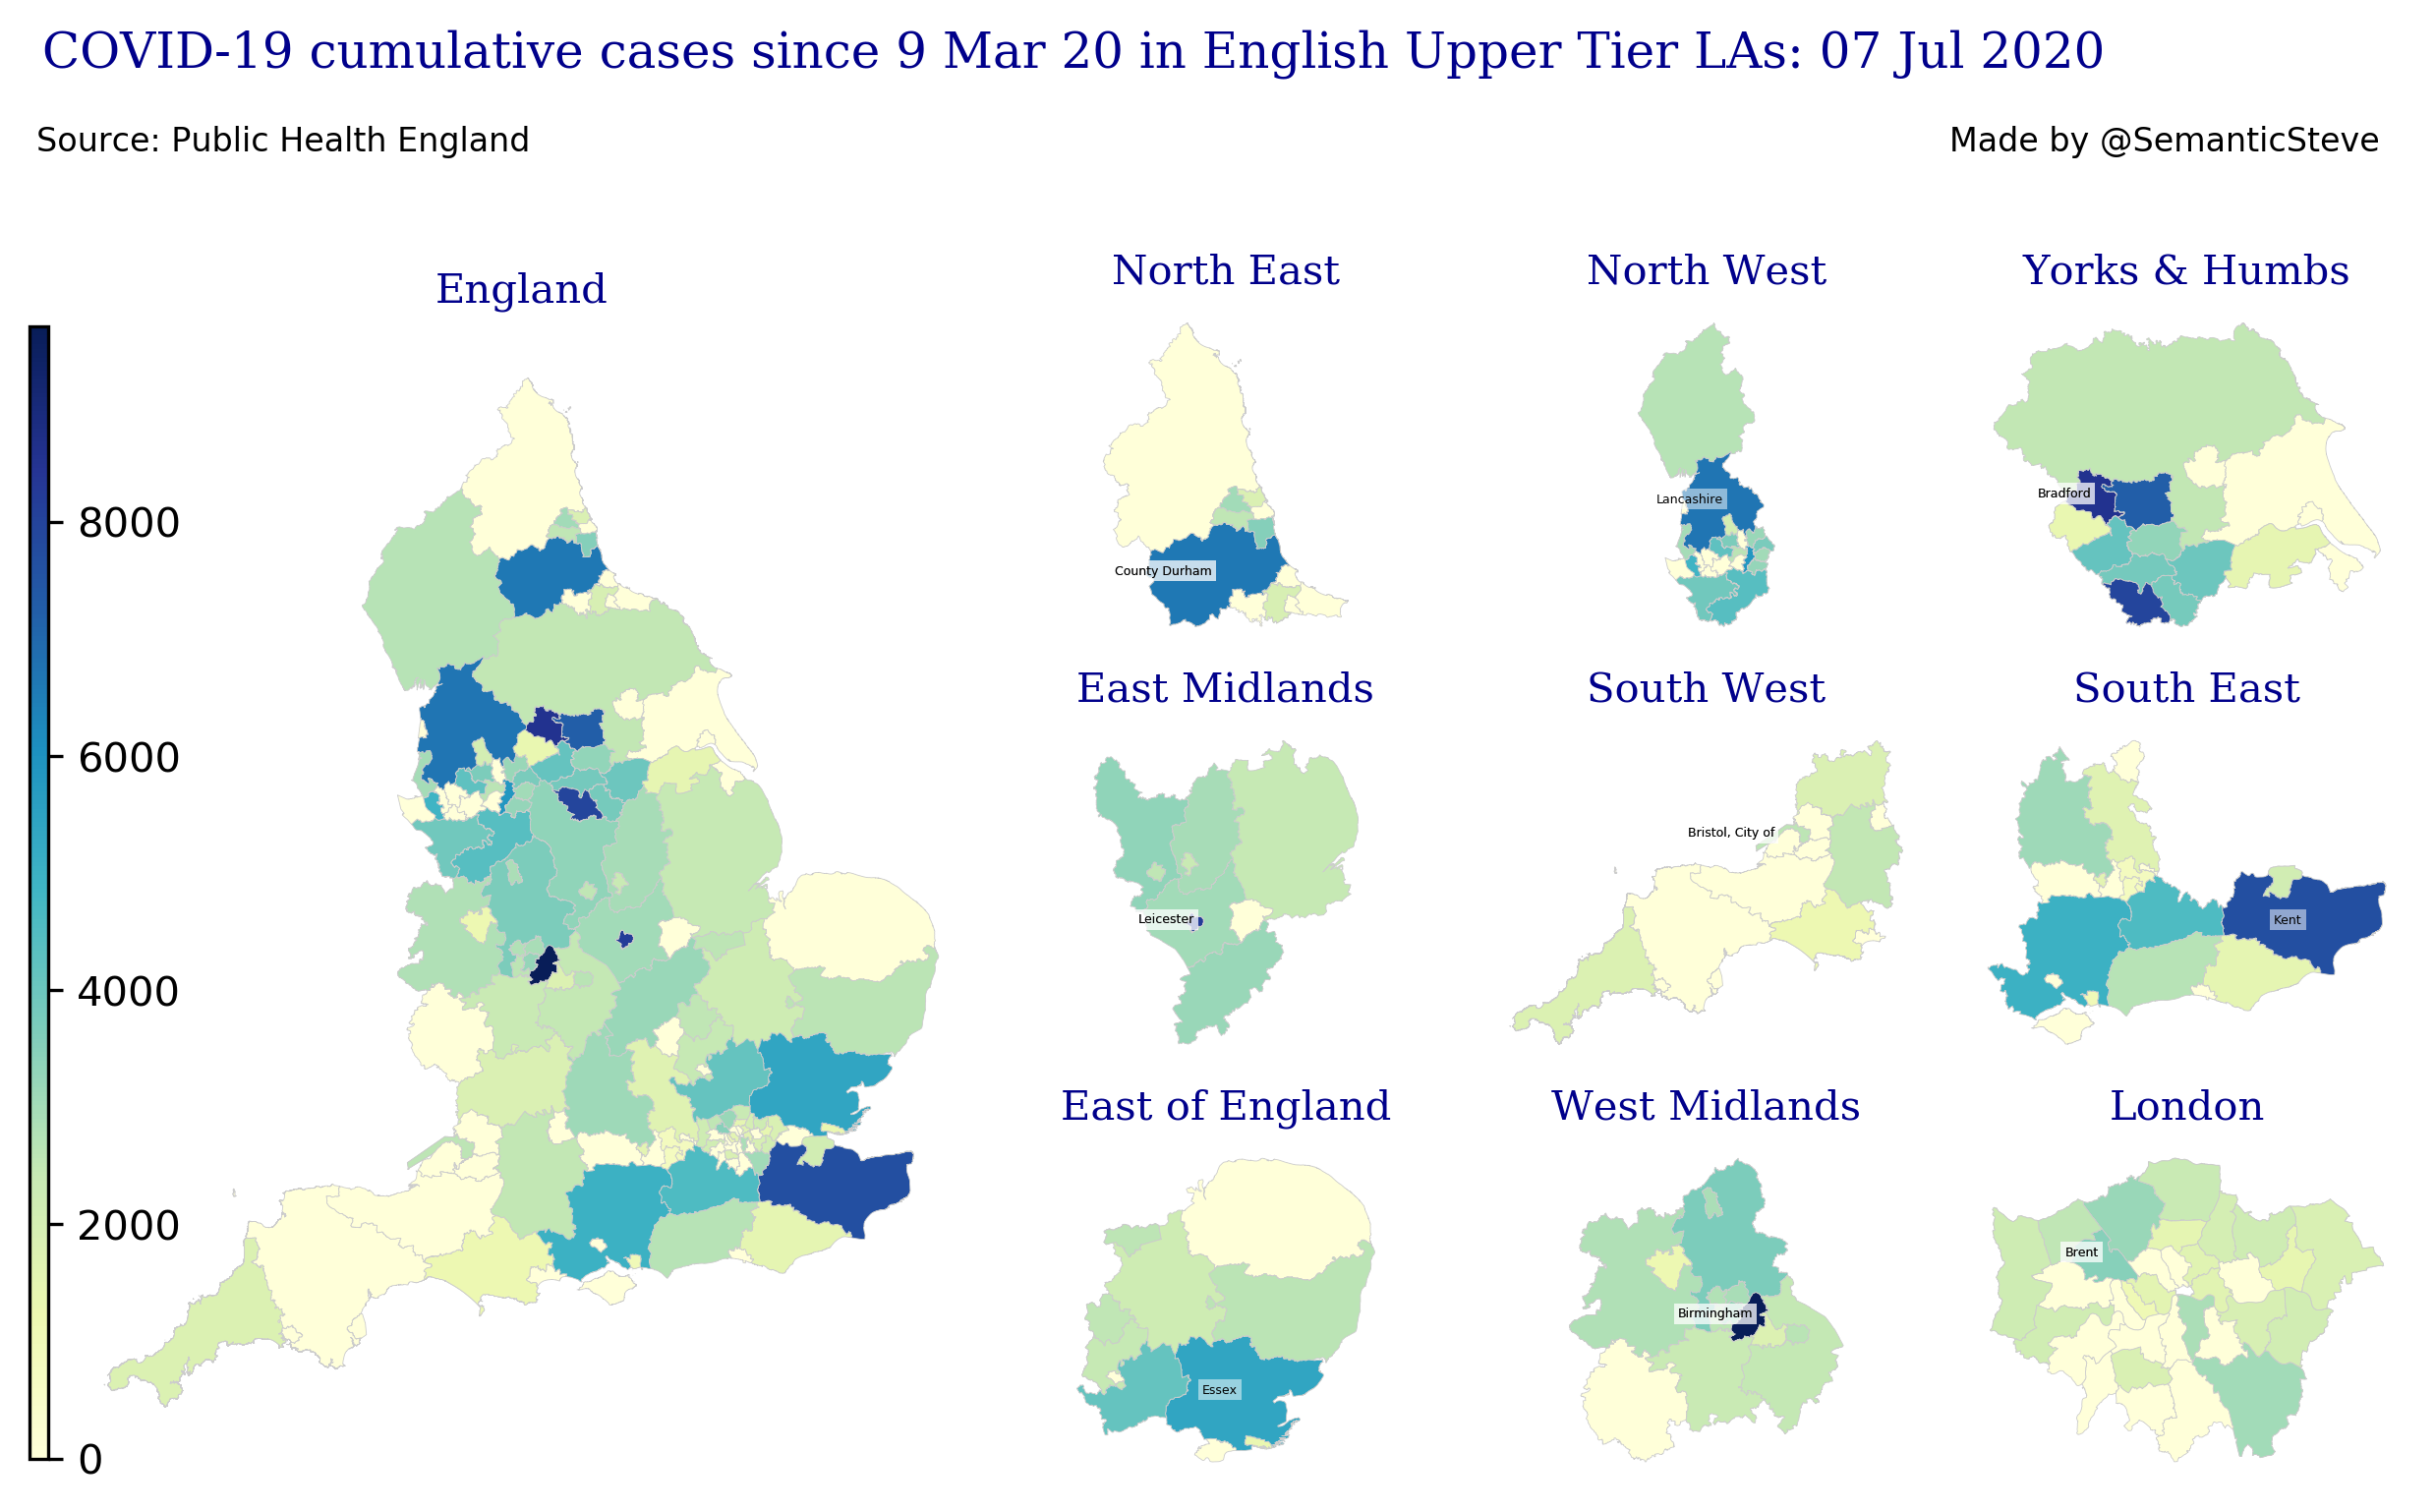 COVID-19 cumulative cases since 9 Mar 20 in English Upper Tier LAs: 07 Jul 2020
Source: Public Health England
Made by @SemanticSteve
England
8000
6000
4000
2000
0
North East
County Durham
North West
Lancashire
Yorks & Humbs
Bradford
East Midlands
Leicester
South West
Bristol, City of
South East
Kent
East of England
Essex
West Midlands
Birmingham
London
Brent